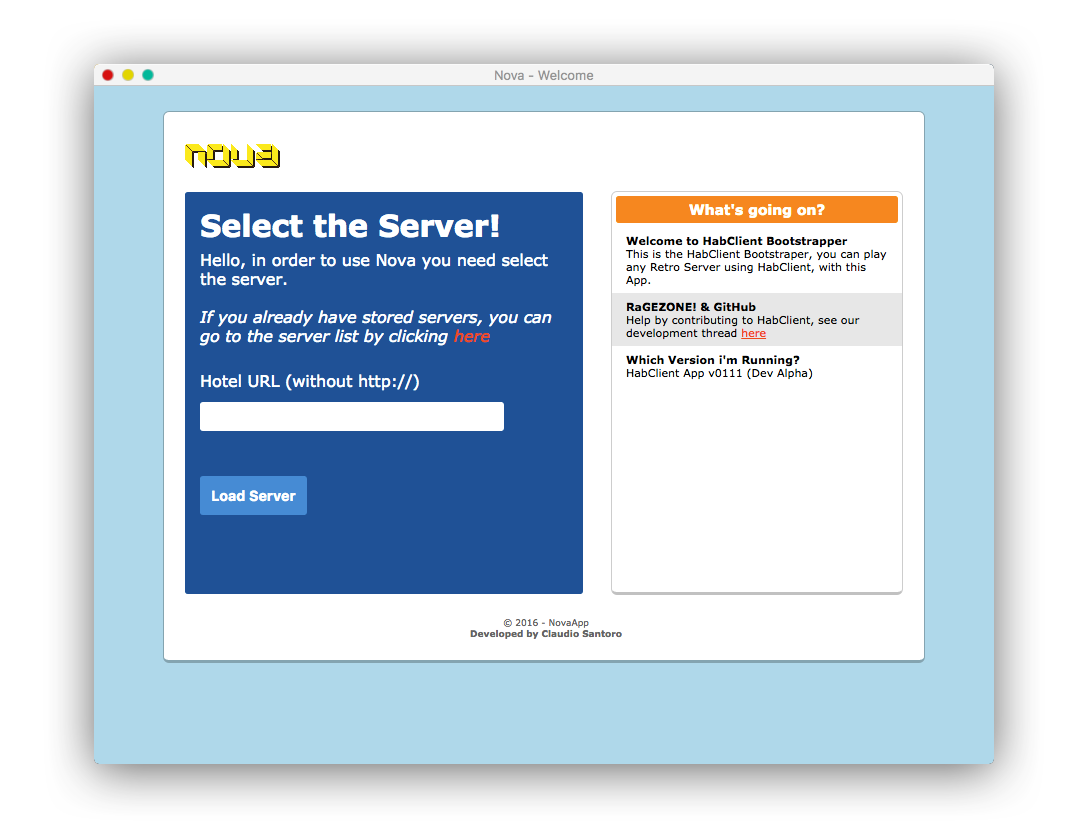 Nova - Welcome
nova
Select the Server!
Hello, in order to use Nova you need select
the server.
If you already have stored servers, you can
go to the server list by clicking here
Hotel URL (without http://)
Load Server
What's going on?
Welcome to HabClient Bootstrapper
This is the HabClient Bootstraper, you can play
any Retro Server using HabClient, with this
App.
RaGEZONE! & GitHub
Help by contributing to HabClient, see our
development thread here
Which Version i'm Running?
HabClient App v0111 (Dev Alpha)
© 2016 - NovaApp
Developed by Claudio Santoro